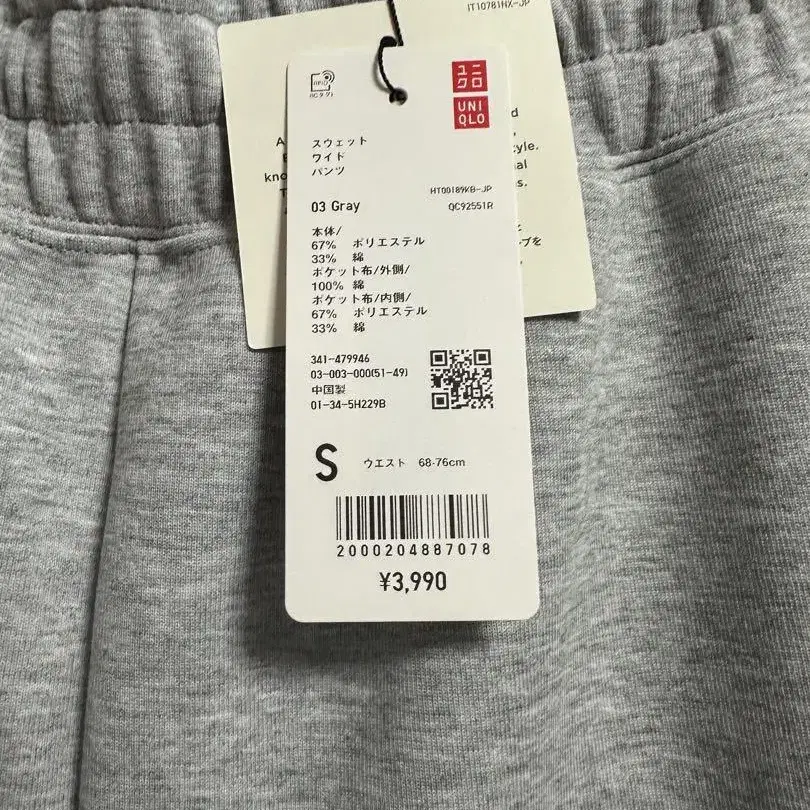 IT10781HX-JP
RFID
ユニ
クロ
UNI
QLO
スウェット
ワイド
パンツ
HT00189KB-JP
03 Gray
QC92551R
本体/
67% ポリエステル
33% 綿
ポケット布/外側/
100% 綿
ポケット布/内側/
67% ポリエステル
33% 綿
341-479946
03-003-000(51-49)
中国製
01-34-5H229B
S ウエスト 68-76cm
2000204887078
¥3,990